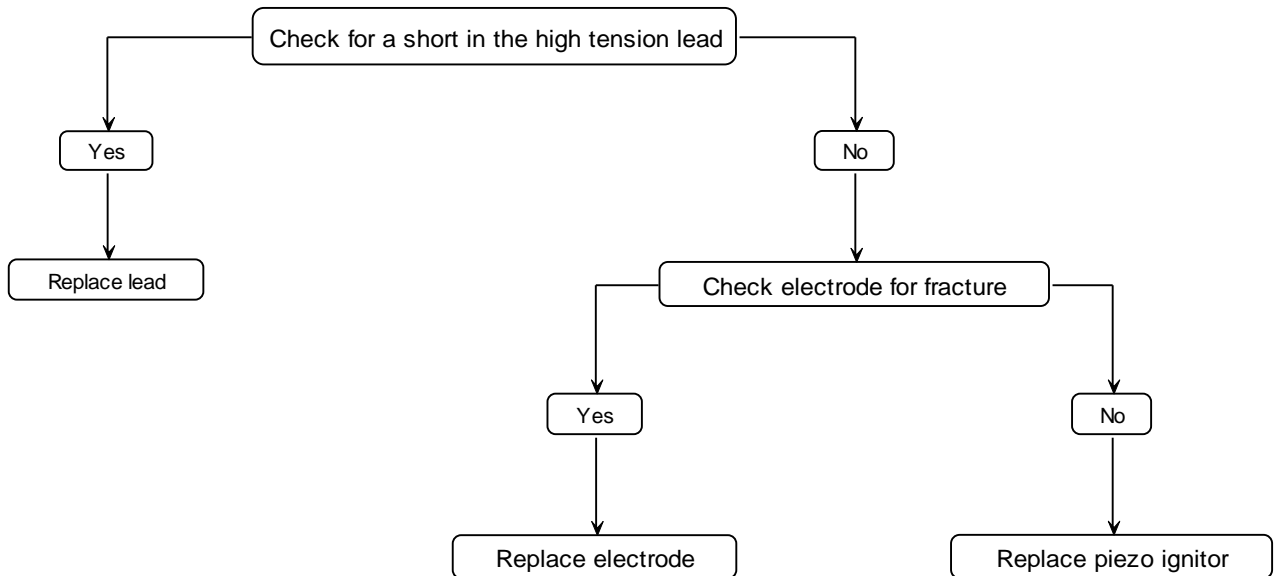 Check for a short in the high tension lead
Yes
No
Replace lead
Check electrode for fracture
Yes
No
Replace electrode
Replace piezo ignitor